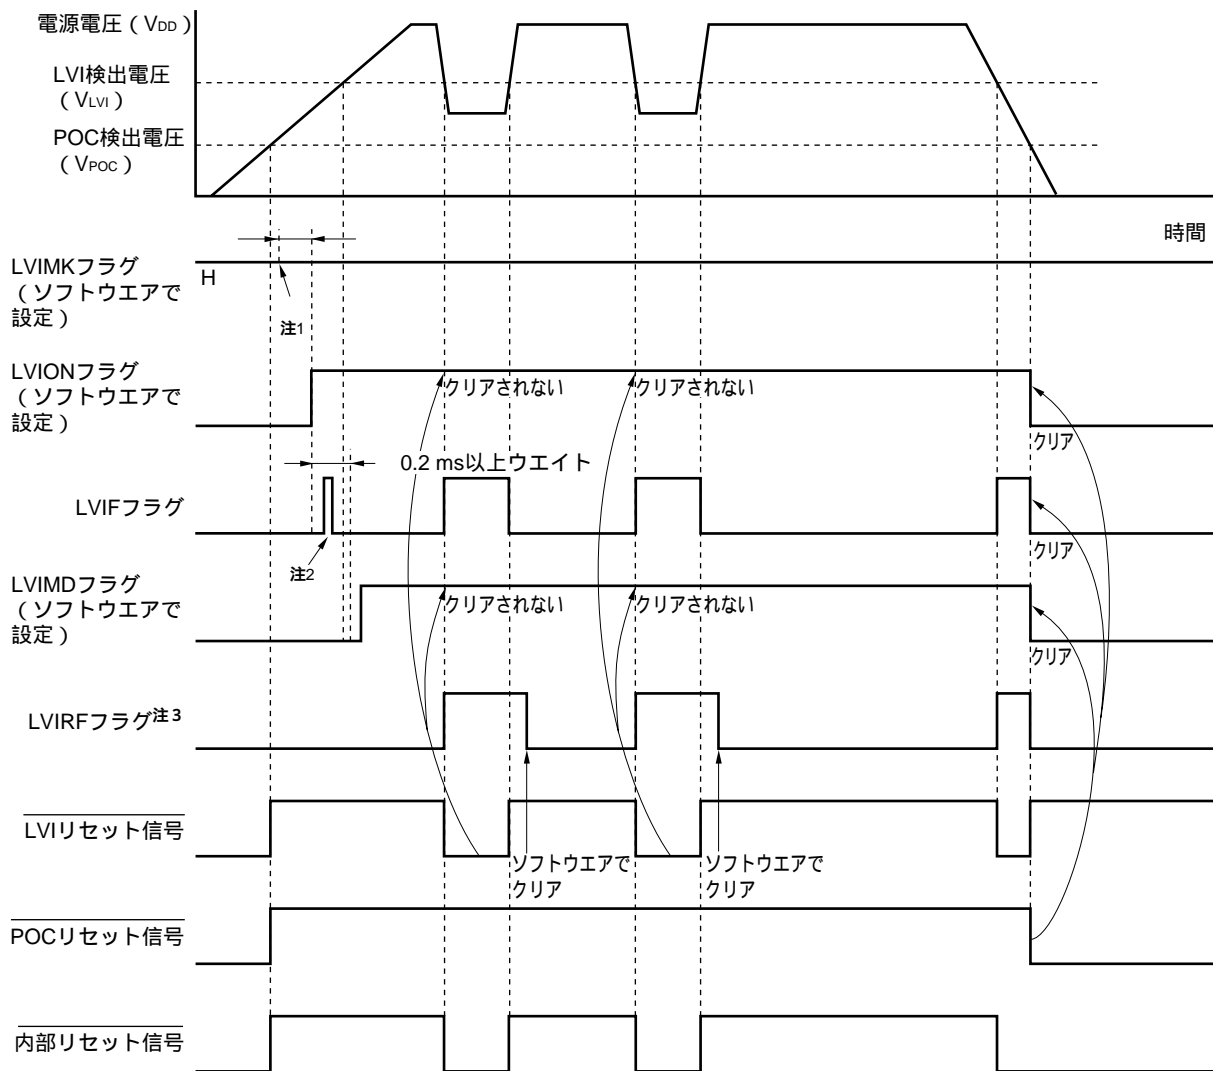 電源電圧（VDD）
LVI検出電圧
（VLVI）
POC検出電圧
（VPOC）
時間
LVIMKフラグ
（ソフトウエアで
設定）
H
注1
LVIONフラグ
（ソフトウエアで
設定）
クリアされない
クリアされない
クリア
0.2 ms以上ウエイト
LVIFフラグ
クリア
注2
LVIMDフラグ
（ソフトウエアで
設定）
クリアされない
クリアされない
クリア
LVIRFフラグ注3
LVIリセット信号
ソフトウエアで
クリア
ソフトウエアで
クリア
POCリセット信号
内部リセット信号